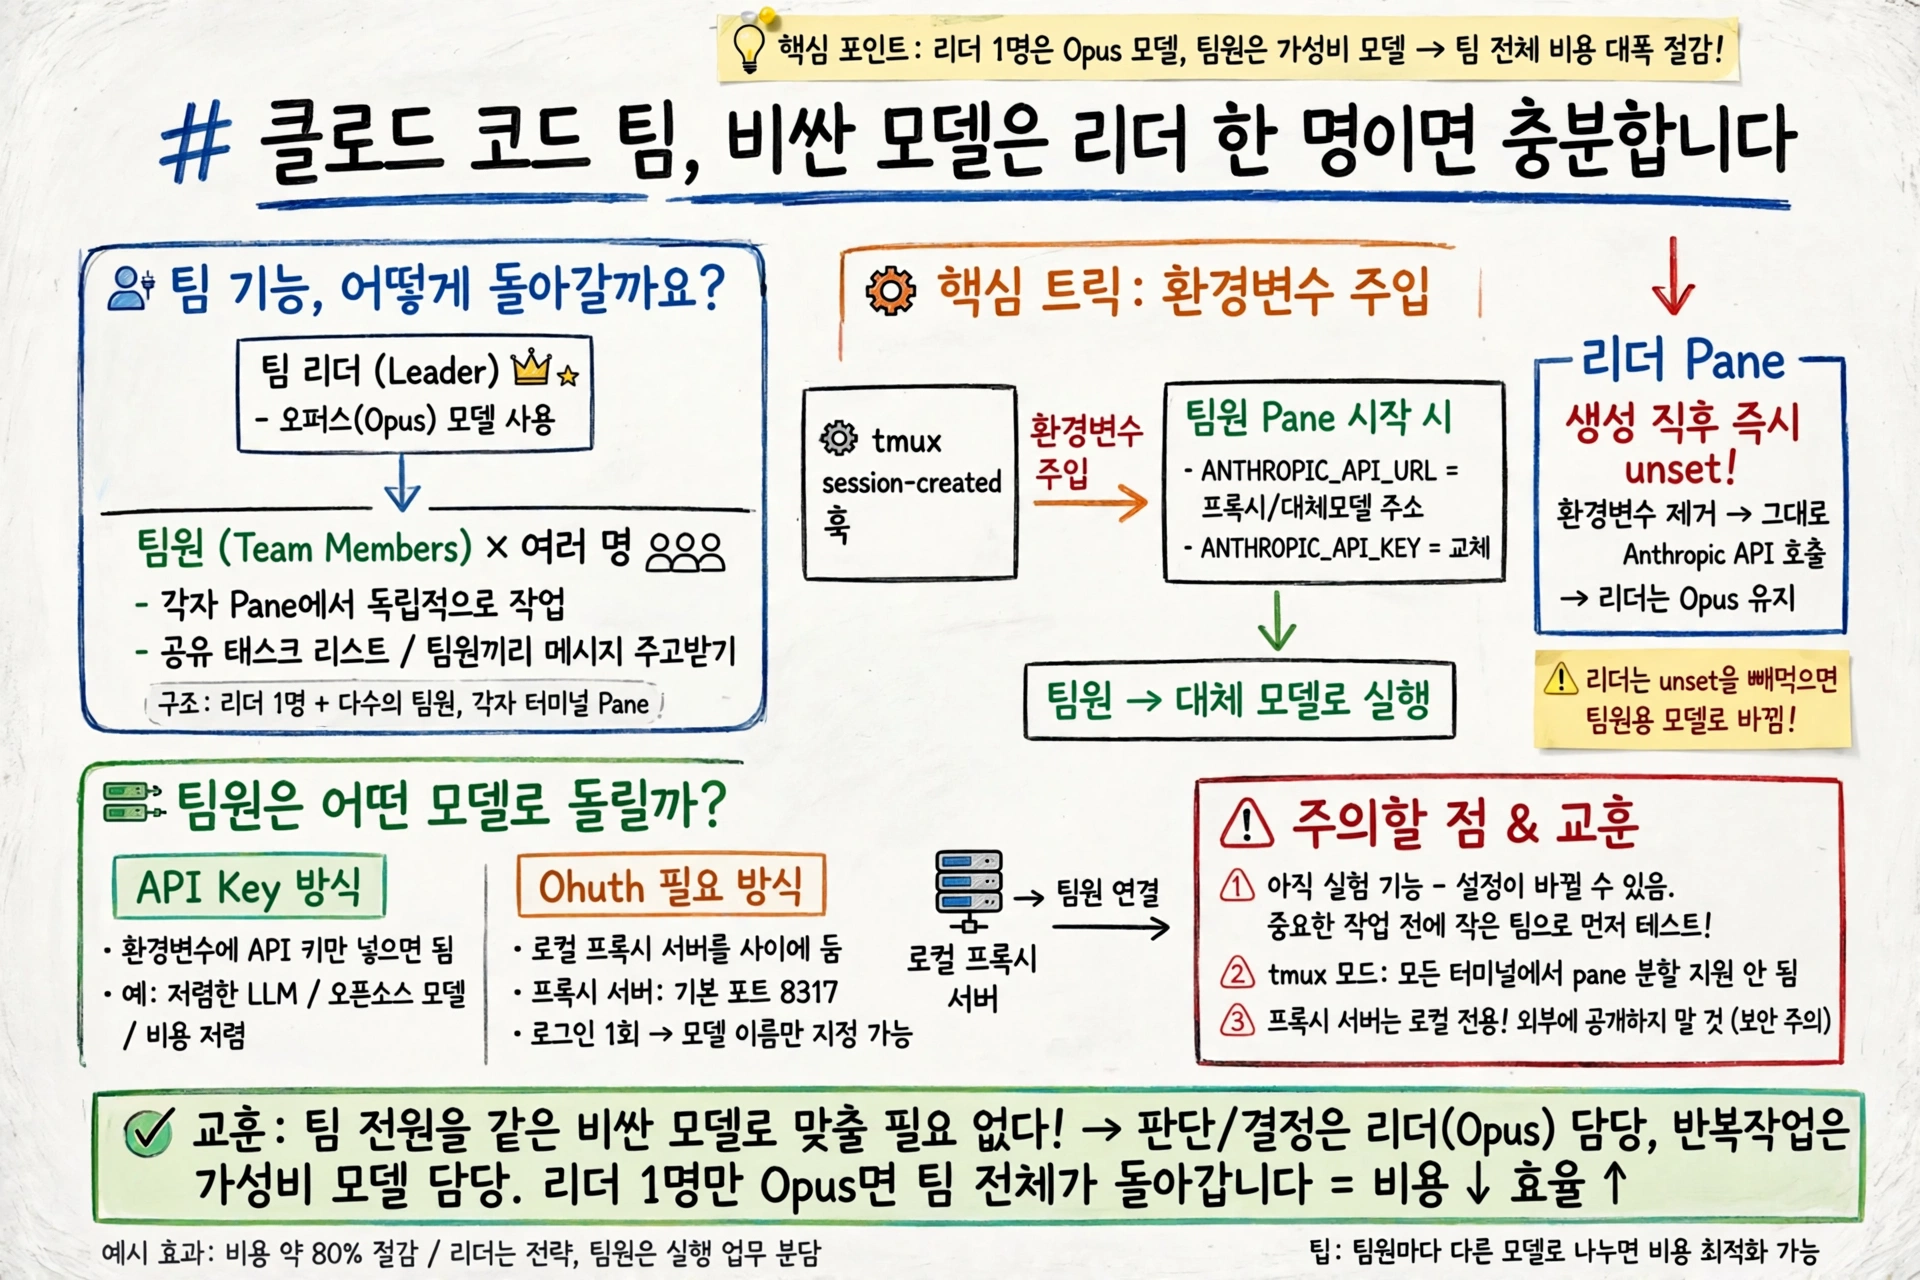 핵심 포인트: 리더 1명은 Opus 모델, 팀원은 가성비 모델 → 팀 전체 비용 대폭 절감!
# 클로드 코드 팀, 비싼 모델은 리더 한 명이면 충분합니다
팀 기능, 어떻게 돌아갈까요?
팀 리더 (Leader)
- 오퍼스(Opus) 모델 사용
팀원 (Team Members) × 여러 명
- 각자 Pane에서 독립적으로 작업
- 공유 태스크 리스트 / 팀원끼리 메시지 주고받기
구조: 리더 1명 + 다수의 팀원, 각자 터미널 Pane
핵심 트릭: 환경변수 주입
tmux
session-created
훅
환경변수
주입
팀원 Pane 시작 시
- ANTHROPIC_API_URL =
프록시/대체모델 주소
- ANTHROPIC_API_KEY = 교체
팀원 → 대체 모델로 실행
리더 Pane
생성 직후 즉시
unset!
환경변수 제거 → 그대로
Anthropic API 호출
→ 리더는 Opus 유지
리더는 unset을 빼먹으면
팀원용 모델로 바뀜!
팀원은 어떤 모델로 돌릴까?
API Key 방식
• 환경변수에 API 키만 넣으면 됨
• 예: 저렴한 LLM / 오픈소스 모델
/ 비용 저렴
Ohuth 필요 방식
• 로컬 프록시 서버를 사이에 둠
• 프록시 서버: 기본 포트 8317
• 로그인 1회 → 모델 이름만 지정 가능
→ 팀원 연결
로컬 프록시
서버
주의할 점 & 교훈
1 아직 실험 기능 - 설정이 바뀔 수 있음.
중요한 작업 전에 작은 팀으로 먼저 테스트!
2 tmux 모드: 모든 터미널에서 pane 분할 지원 안 됨
3 프록시 서버는 로컬 전용! 외부에 공개하지 말 것 (보안 주의)
교훈: 팀 전원을 같은 비싼 모델로 맞출 필요 없다! → 판단/결정은 리더(Opus) 담당, 반복작업은
가성비 모델 담당. 리더 1명만 Opus면 팀 전체가 돌아갑니다 = 비용 ↓ 효율 ↑
예시 효과: 비용 약 80% 절감 / 리더는 전략, 팀원은 실행 업무 분담
팁: 팀원마다 다른 모델로 나누면 비용 최적화 가능